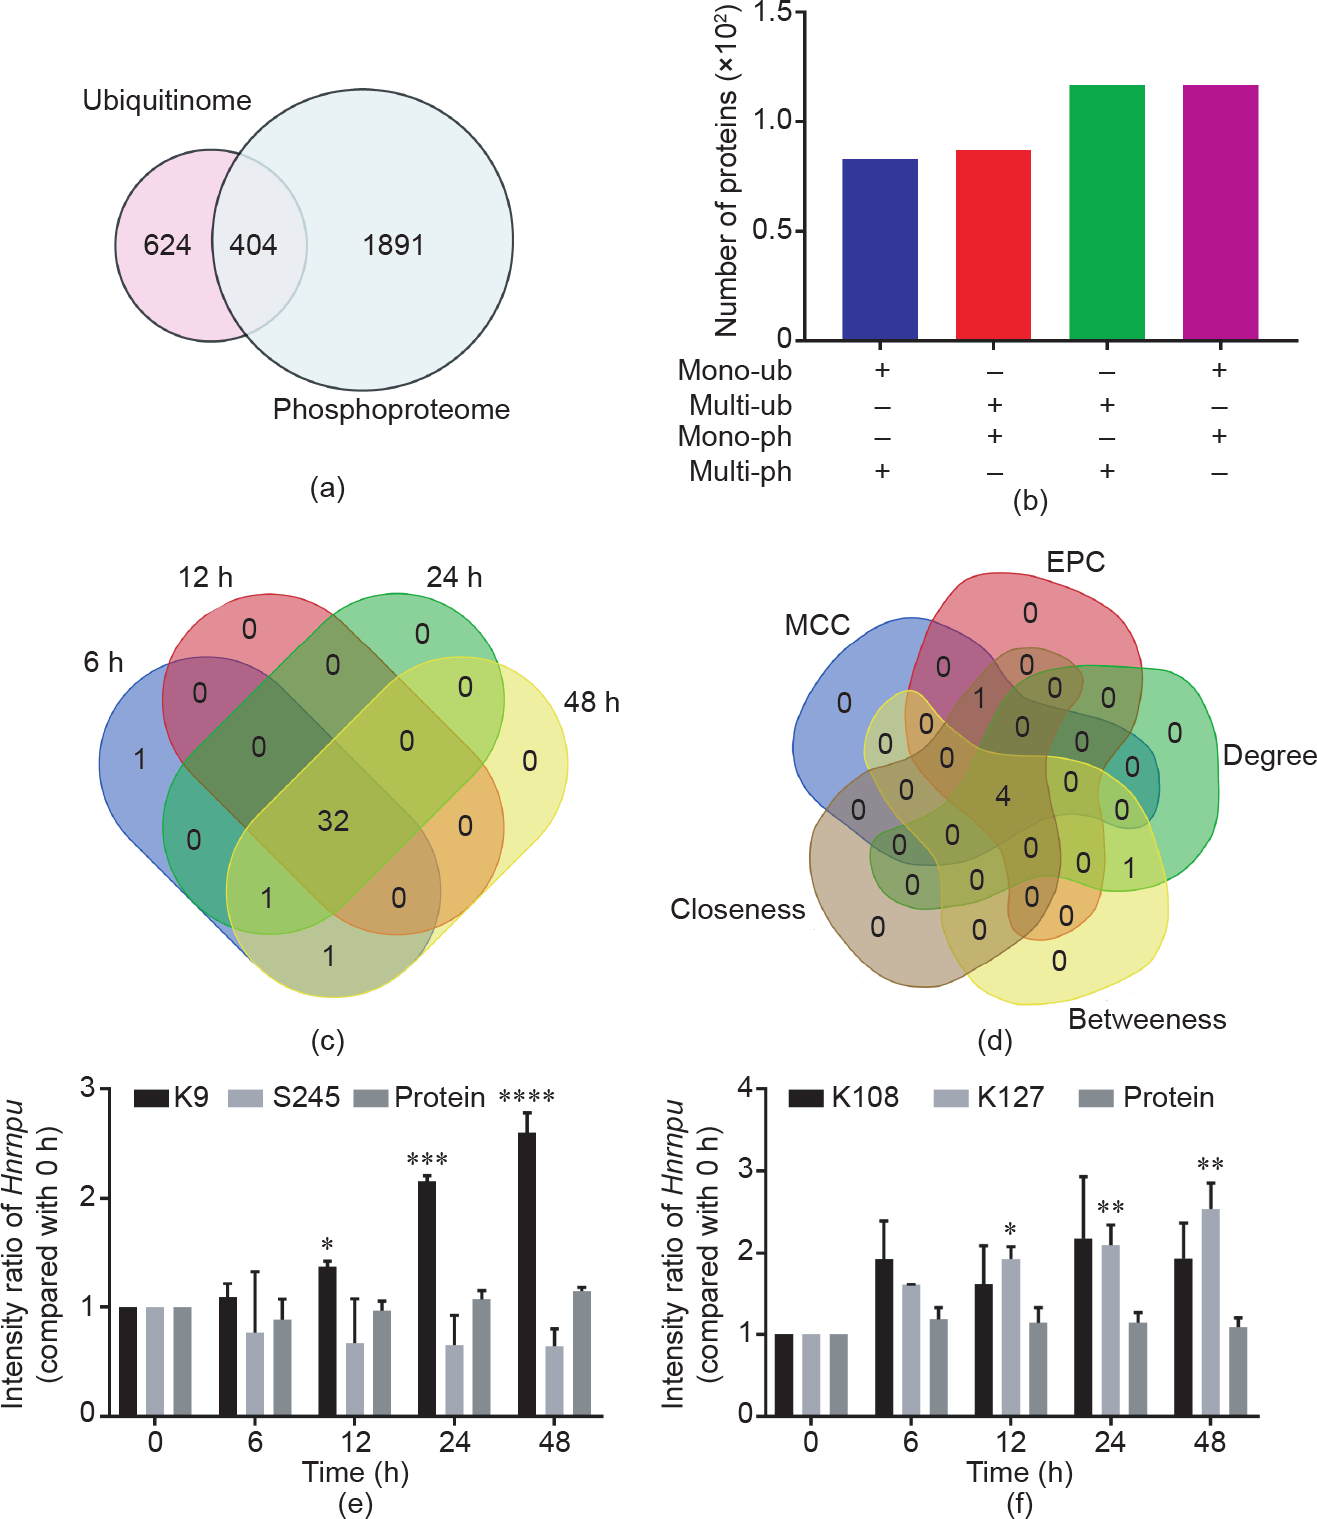 Ubiquitinome
624 404 1891
Phosphoproteome
(a)
Number of proteins (×10²)
1.5
1.0
0.5
0
Mono-ub + – – +
Multi-ub – + + –
Mono-ph – + – +
Multi-ph + – + –
(b)
12 h 24 h
6 h
48 h
0 0
0
0 0
1 0 0 0
32
0 0
1 0
1
(c)
EPC
MCC
Degree
Closeness
Betweeness
0
0 0
0 1 0 0
0 0 0 0
0 0 0 0
0 4 0 0
0 0 0 0 0 1
0 0 0
0 0 0
0
(d)
Intensity ratio of Hnrnpu
(compared with 0 h)
3
2
1
0
K9 S245 Protein ****
***
*
0 6 12 24 48
Time (h)
(e)
Intensity ratio of Hnrnpu
(compared with 0 h)
4
3
2
1
0
K108 K127 Protein
**
**
*
0 6 12 24 48
Time (h)
(f)